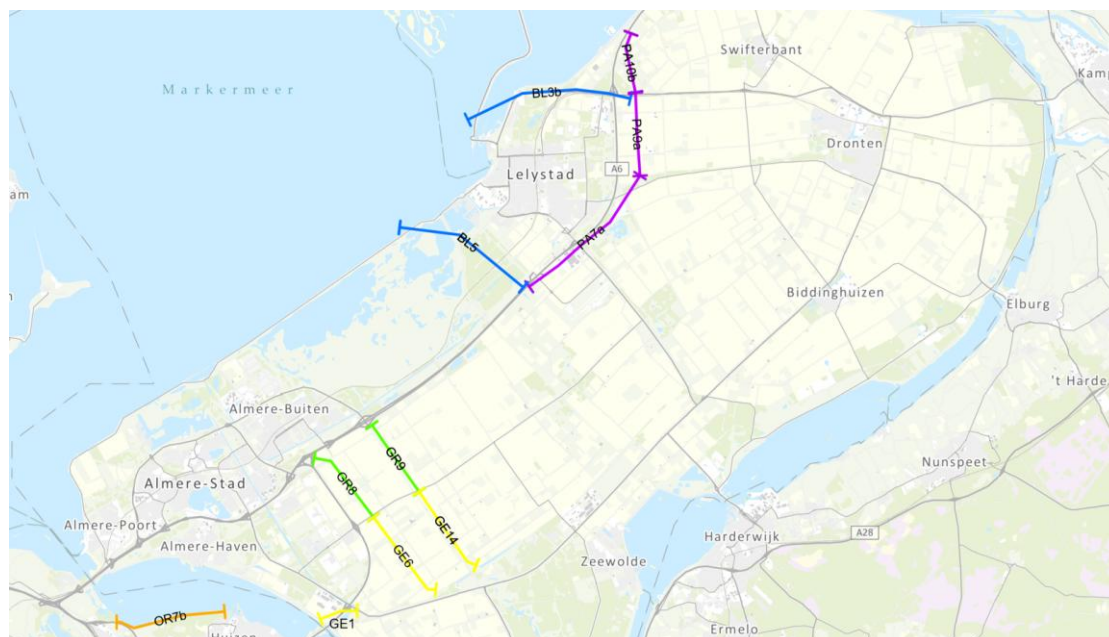 Markermeer
Swifterbant
Kamp
PA10b
BL3b
PA9a
Dronten
Lelystad
A6
am
BL5
PA7a
Biddinghuizen
Elburg
't Harde
Almere-Buiten
GR9
GR8
Almere-Stad
Nunspeet
Almere-Poort
GE14
Almere-Haven
GE6
Harderwijk
A28
Zeewolde
OR7b
GE1
Huizen
Ermelo